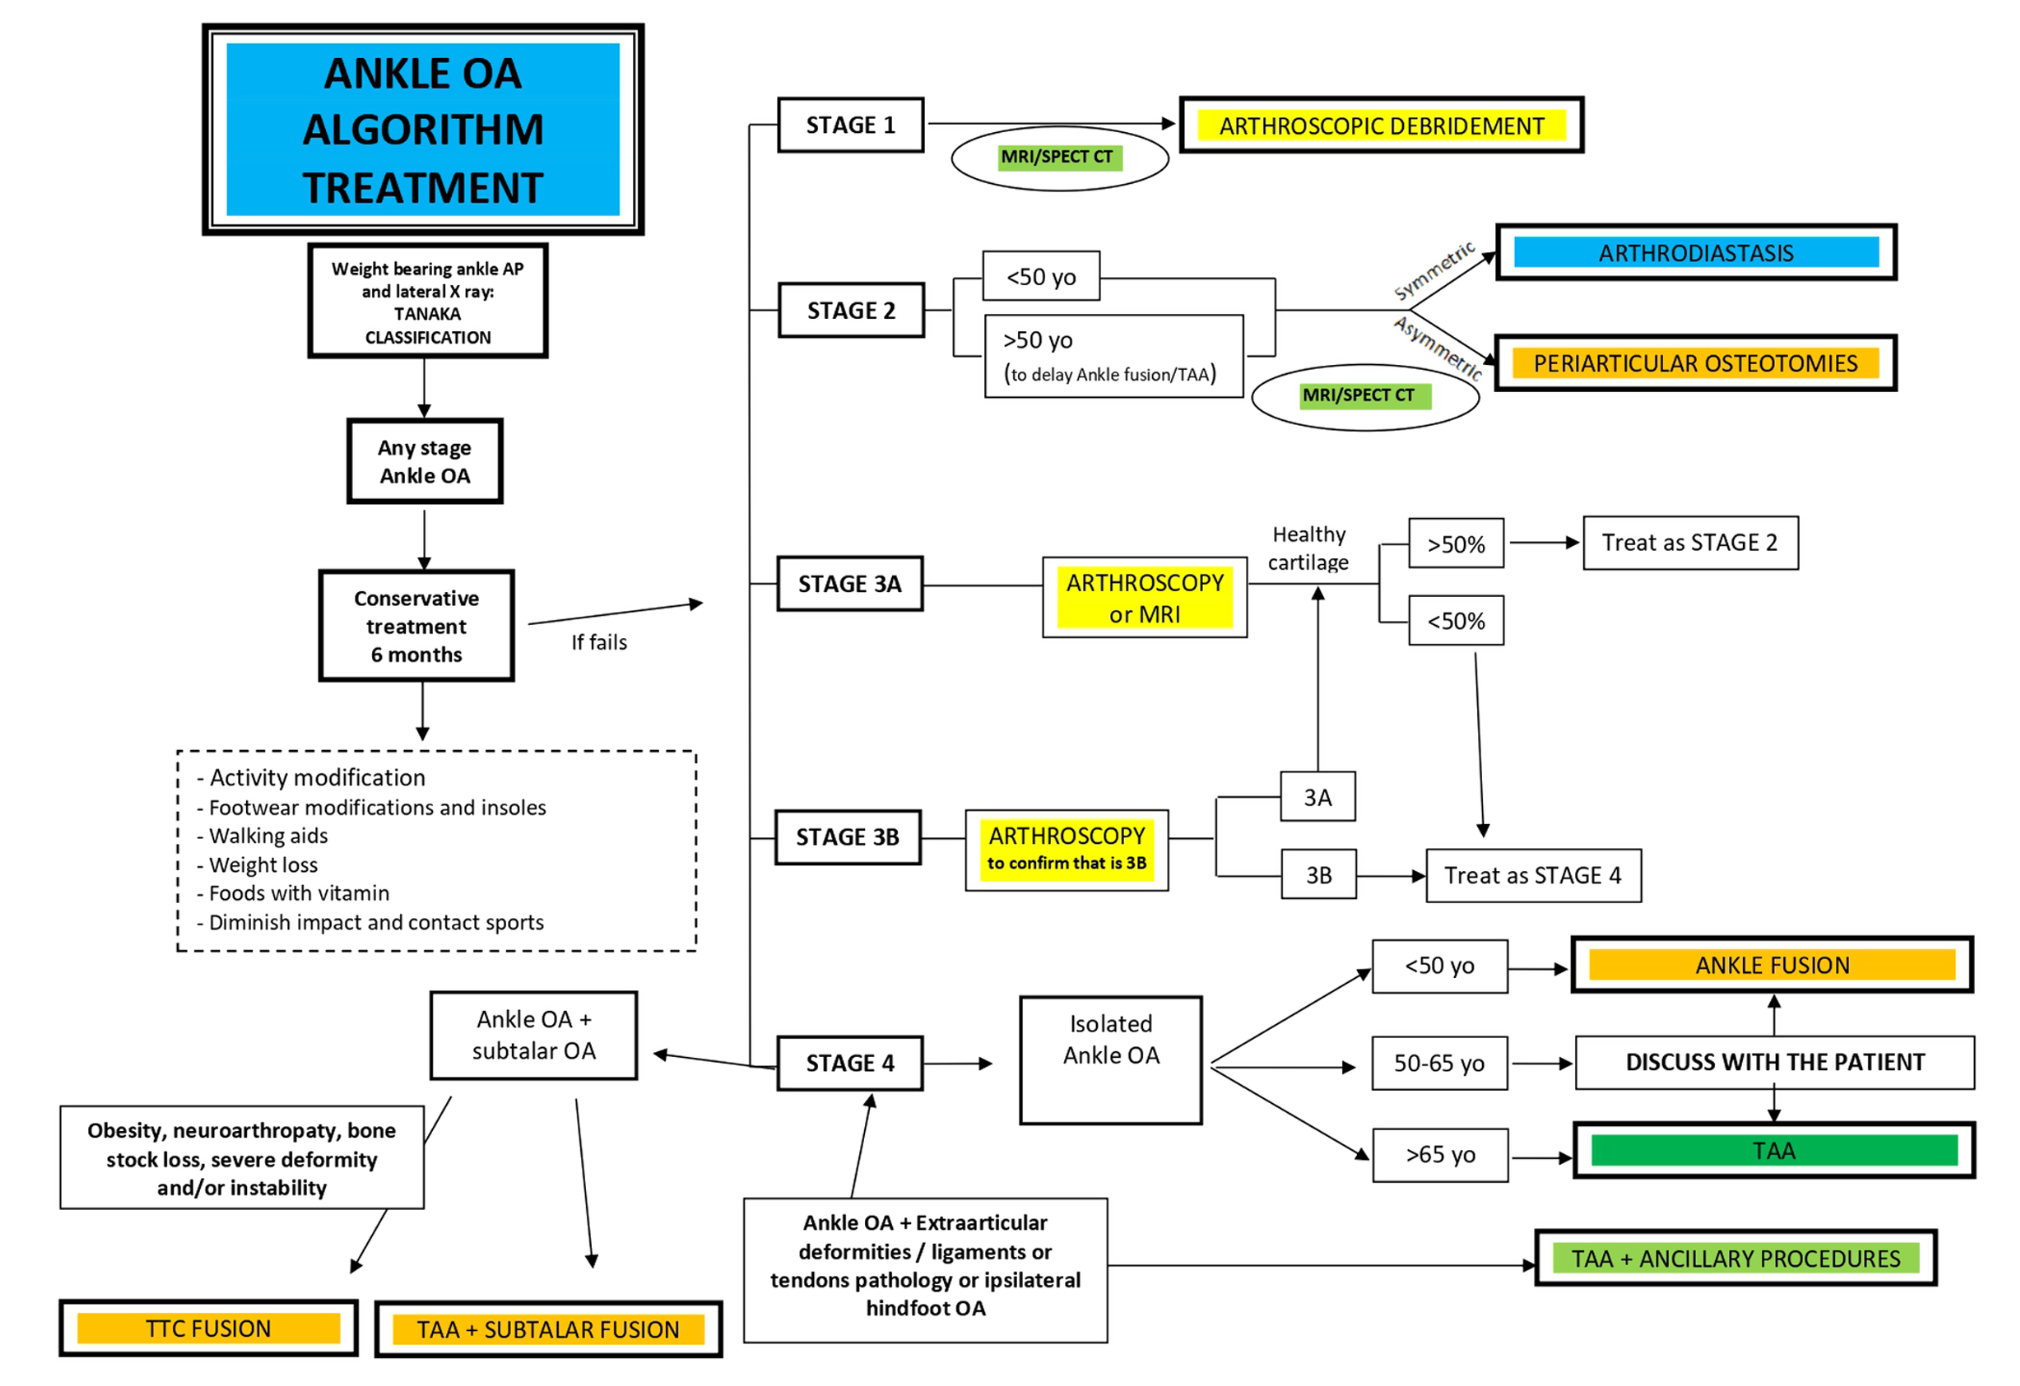 ANKLE OA
ALGORITHM
TREATMENT
Weight bearing ankle AP
and lateral X ray:
TANAKA
CLASSIFICATION
Any stage
Ankle OA
Conservative
treatment
6 months
If fails
- Activity modification
- Footwear modifications and insoles
- Walking aids
- Weight loss
- Foods with vitamin
- Diminish impact and contact sports
STAGE 1
MRI/SPECT CT
ARTHROSCOPIC DEBRIDEMENT
STAGE 2
<50 yo
>50 yo
(to delay Ankle fusion/TAA)
MRI/SPECT CT
Symmetric
Asymmetric
ARTHRODIASTASIS
PERIARTICULAR OSTEOTOMIES
STAGE 3A
ARTHROSCOPY
or MRI
Healthy
cartilage
>50%
<50%
Treat as STAGE 2
STAGE 3B
ARTHROSCOPY
to confirm that is 3B
3A
3B
Treat as STAGE 4
STAGE 4
Isolated
Ankle OA
<50 yo
50-65 yo
>65 yo
ANKLE FUSION
DISCUSS WITH THE PATIENT
TAA
Ankle OA +
subtalar OA
Obesity, neuroarthropaty, bone
stock loss, severe deformity
and/or instability
TTC FUSION
TAA + SUBTALAR FUSION
Ankle OA + Extraarticular
deformities / ligaments or
tendons pathology or ipsilateral
hindfoot OA
TAA + ANCILLARY PROCEDURES